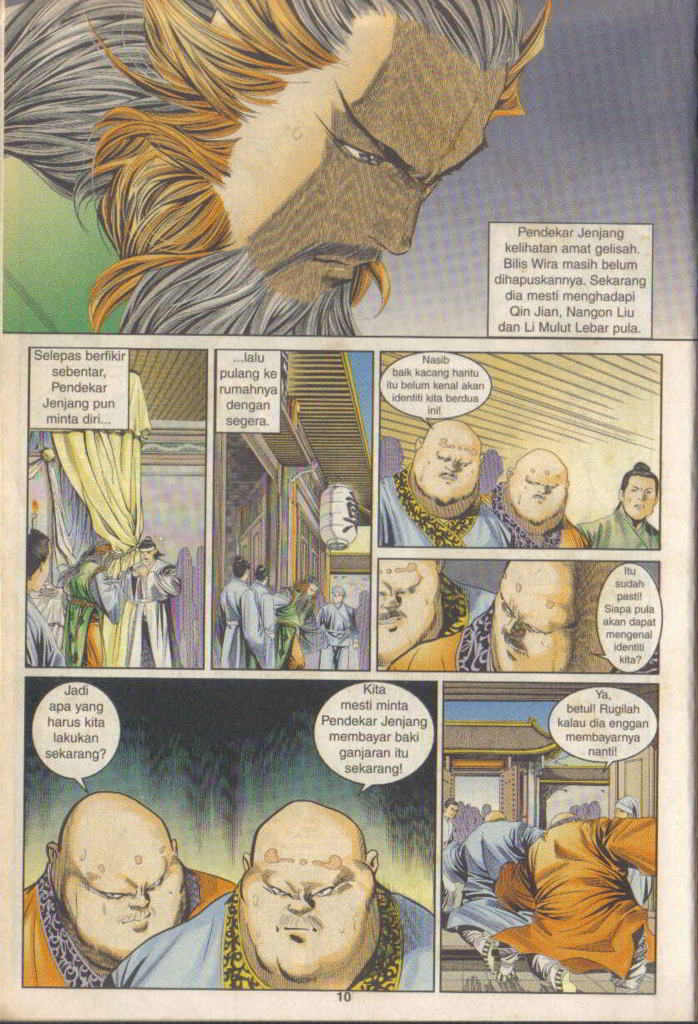 Pendekar Jenjang
kelihatan amat gelisah.
Bilis Wira masih belum
dihapuskannya. Sekarang
dia mesti menghadapi
Qin Jian, Nangon Liu
dan Li Mulut Lebar pula.
Selepas berfikir
sebentar,
Pendekar
Jenjang pun
minta diri...
...lalu
pulang ke
rumahnya
dengan
segera.
Nasib
baik kacang hantu
itu belum kenal akan
identiti kita berdua
ini!
Itu
sudah
pasti!
Siapa pula
akan dapat
mengenal
identiti
kita?
Jadi
apa yang
harus kita
lakukan
sekarang?
Kita
mesti minta
Pendekar Jenjang
membayar baki
ganjaran itu
sekarang!
Ya,
betul! Rugilah
kalau dia enggan
membayarnya
nanti!
10